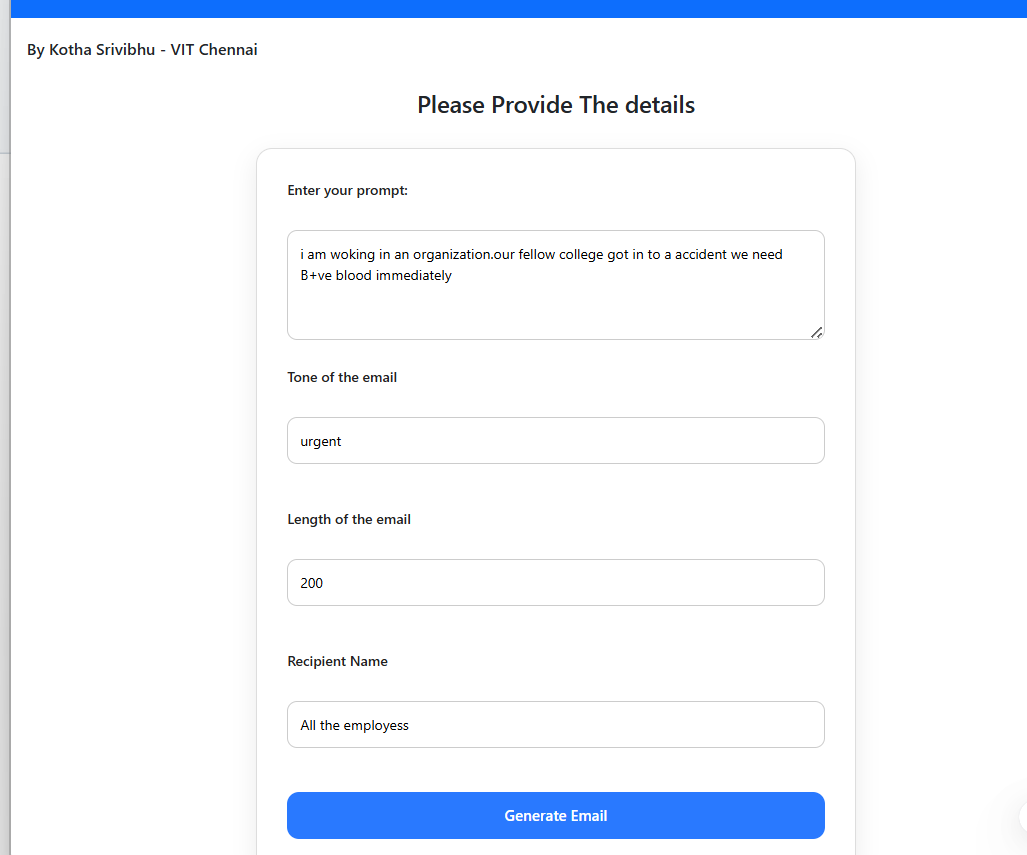 By Kotha Srivibhu - VIT Chennai
Please Provide The details
Enter your prompt:
i am woking in an organization.our fellow college got in to a accident we need
B+ve blood immediately
Tone of the email
urgent
Length of the email
200
Recipient Name
All the employess
Generate Email